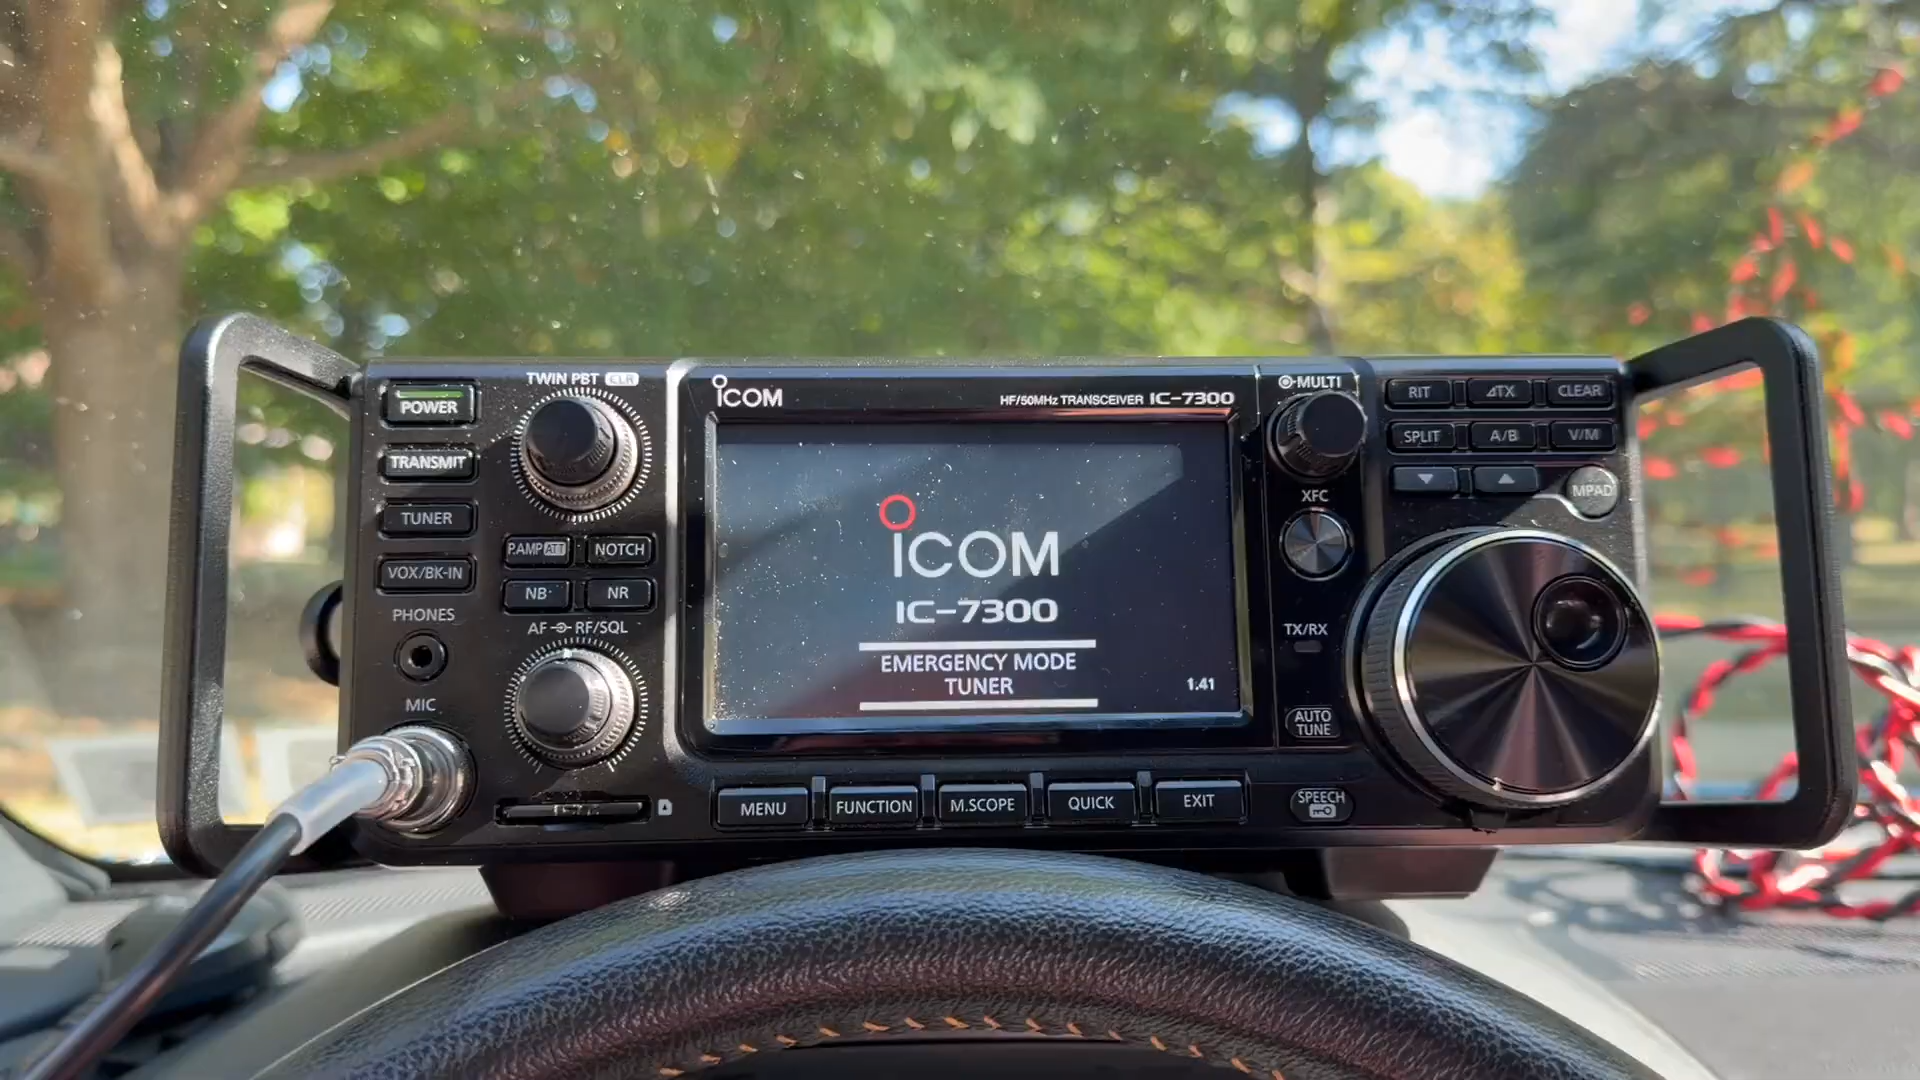 TWIN PBT CLR
ICOM
HF/50MHz TRANSCEIVER IC-7300
MULTI
POWER
TRANSMIT
TUNER
VOX/BK-IN
P.AMP ATT
NOTCH
NB
NR
PHONES
AF RF/SQL
MIC
ICOM
IC-7300
EMERGENCY MODE
TUNER
1.41
XFC
TX/RX
AUTO
TUNE
SPEECH
RIT
ΔTX
CLEAR
SPLIT
A/B
V/M
MPAD
MENU
FUNCTION
M.SCOPE
QUICK
EXIT